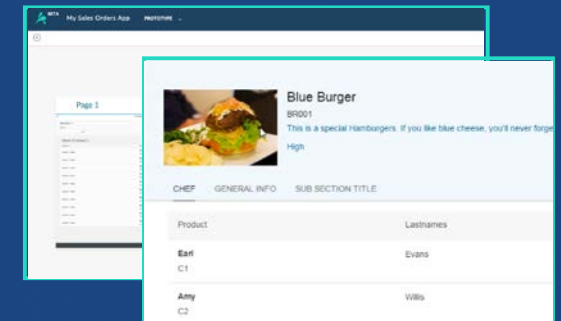 BETA
My Sales Orders App PROTOTYPE
Page 1
Blue Burger
BR001
This is a special Hamburgers. If you like blue cheese, you'll never forge
High
CHEF GENERAL INFO SUB SECTION TITLE
Product Lastnames
Earl Evans
C1
Amy Willis
C2